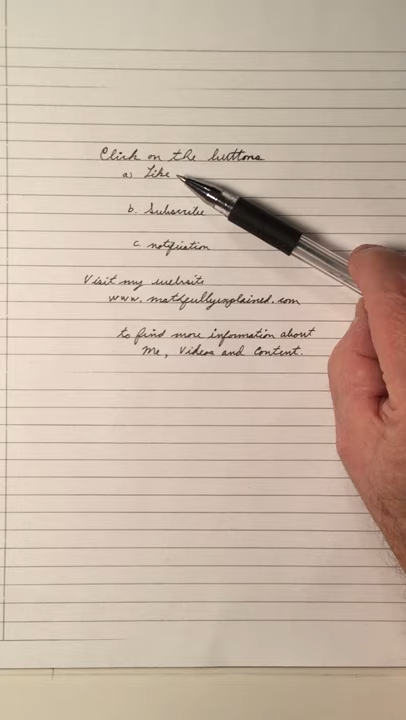 Click on the buttons
a) Like
b. Subscribe
c. notification
Visit my website
www.mathfullyexplained.com
to find more information about
Me, Videos and Content.